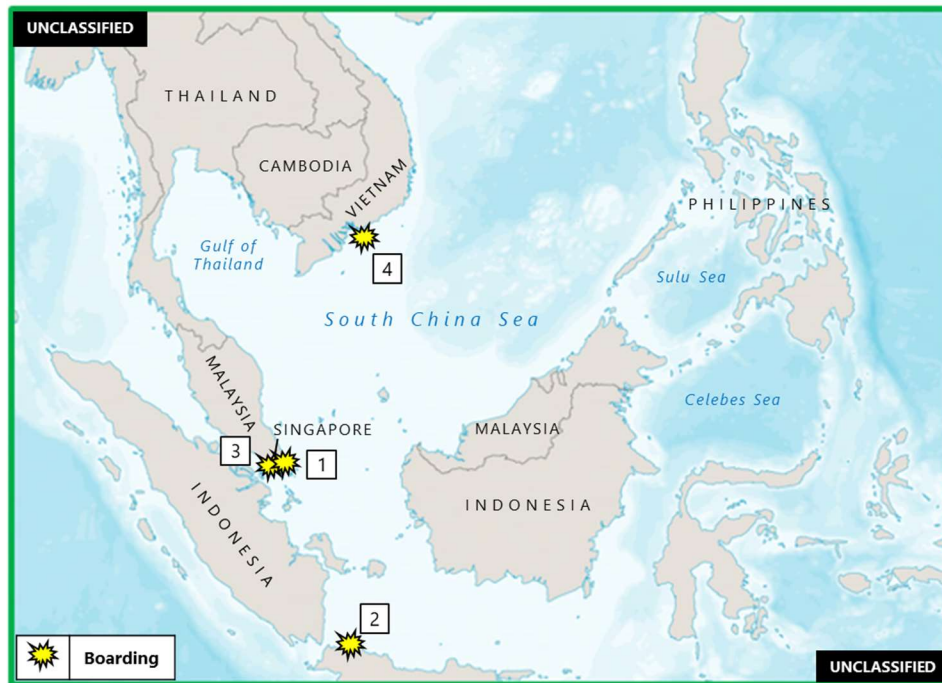 UNCLASSIFIED
THAILAND
CAMBODIA
VIETNAM
PHILIPPINES
Gulf of
Thailand
4
Sulu Sea
South China Sea
MALAYSIA
Celebes Sea
SINGAPORE
MALAYSIA
3
1
INDONESIA
INDONESIA
2
Boarding
UNCLASSIFIED